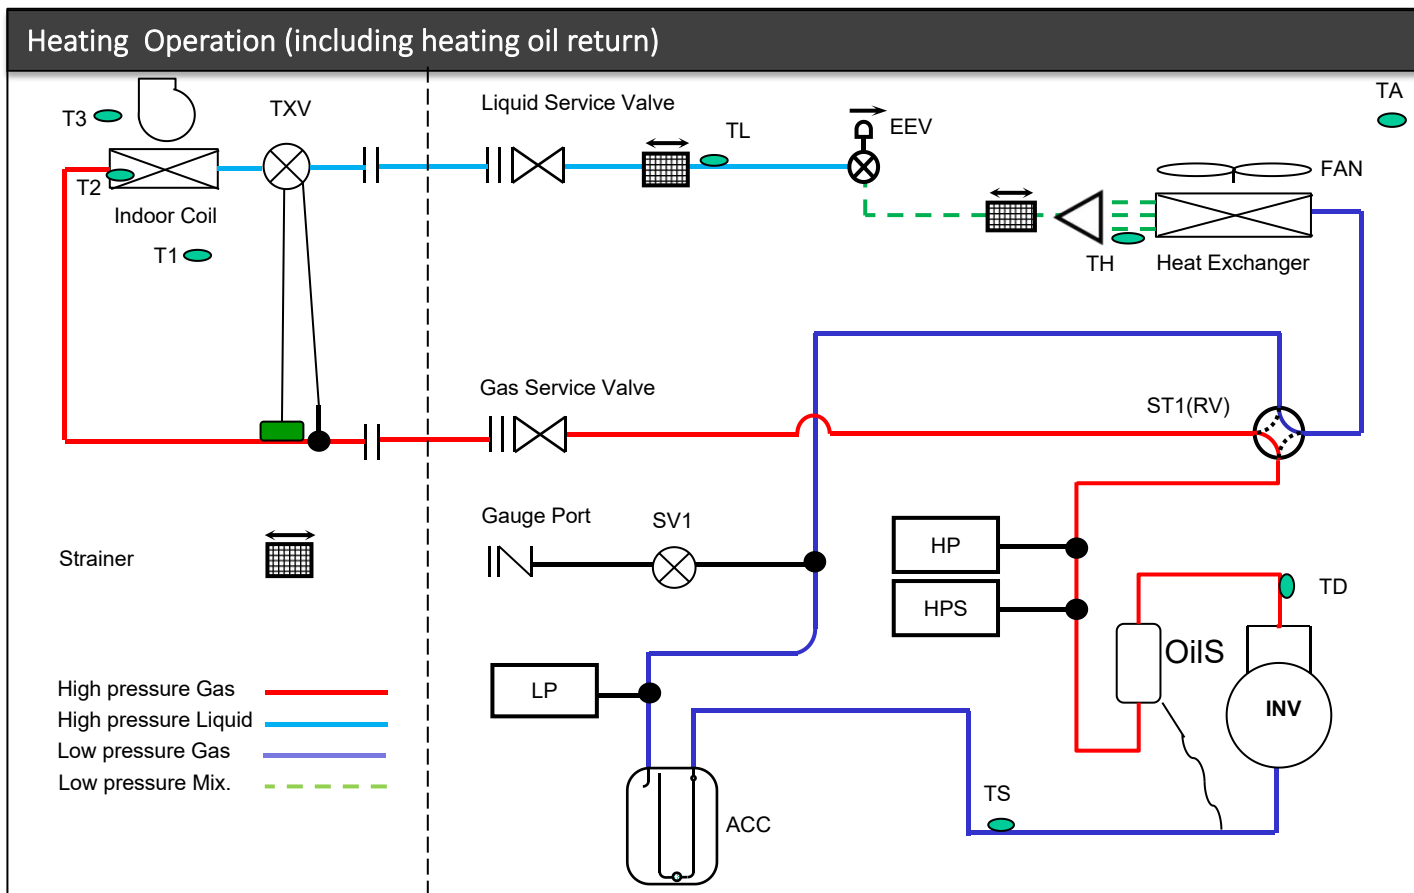 Heating Operation (including heating oil return)
T3
TXV
Liquid Service Valve
TL
EEV
TA
T2
FAN
Indoor Coil
T1
TH
Heat Exchanger
Gas Service Valve
ST1(RV)
Gauge Port
SV1
HP
Strainer
HPS
TD
OilS
High pressure Gas
LP
INV
High pressure Liquid
Low pressure Gas
Low pressure Mix.
TS
ACC